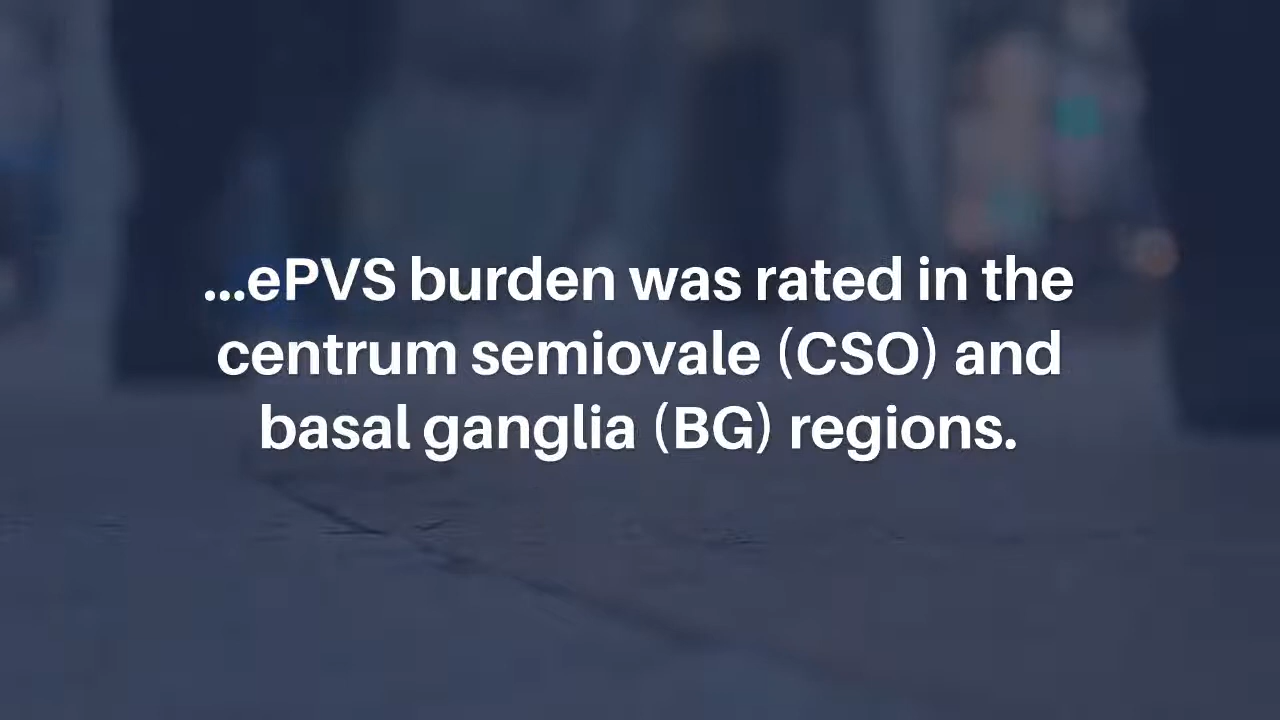 ...ePVS burden was rated in the
centrum semiovale (CSO) and
basal ganglia (BG) regions.